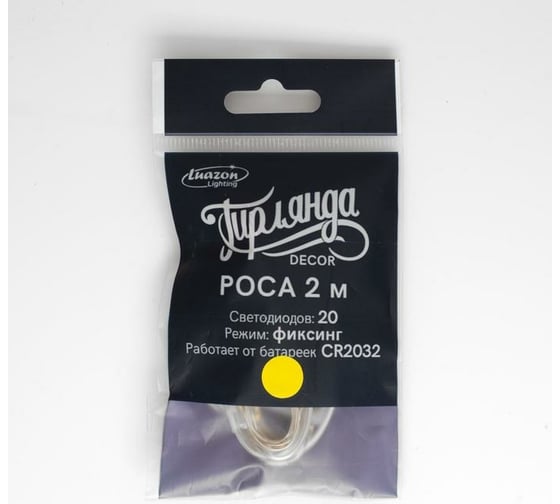 Luazon
Lighting
Гирлянда
DECOR
РОСА 2 м
Светодиодов: 20
Режим: фиксинг
Работает от батареек CR2032